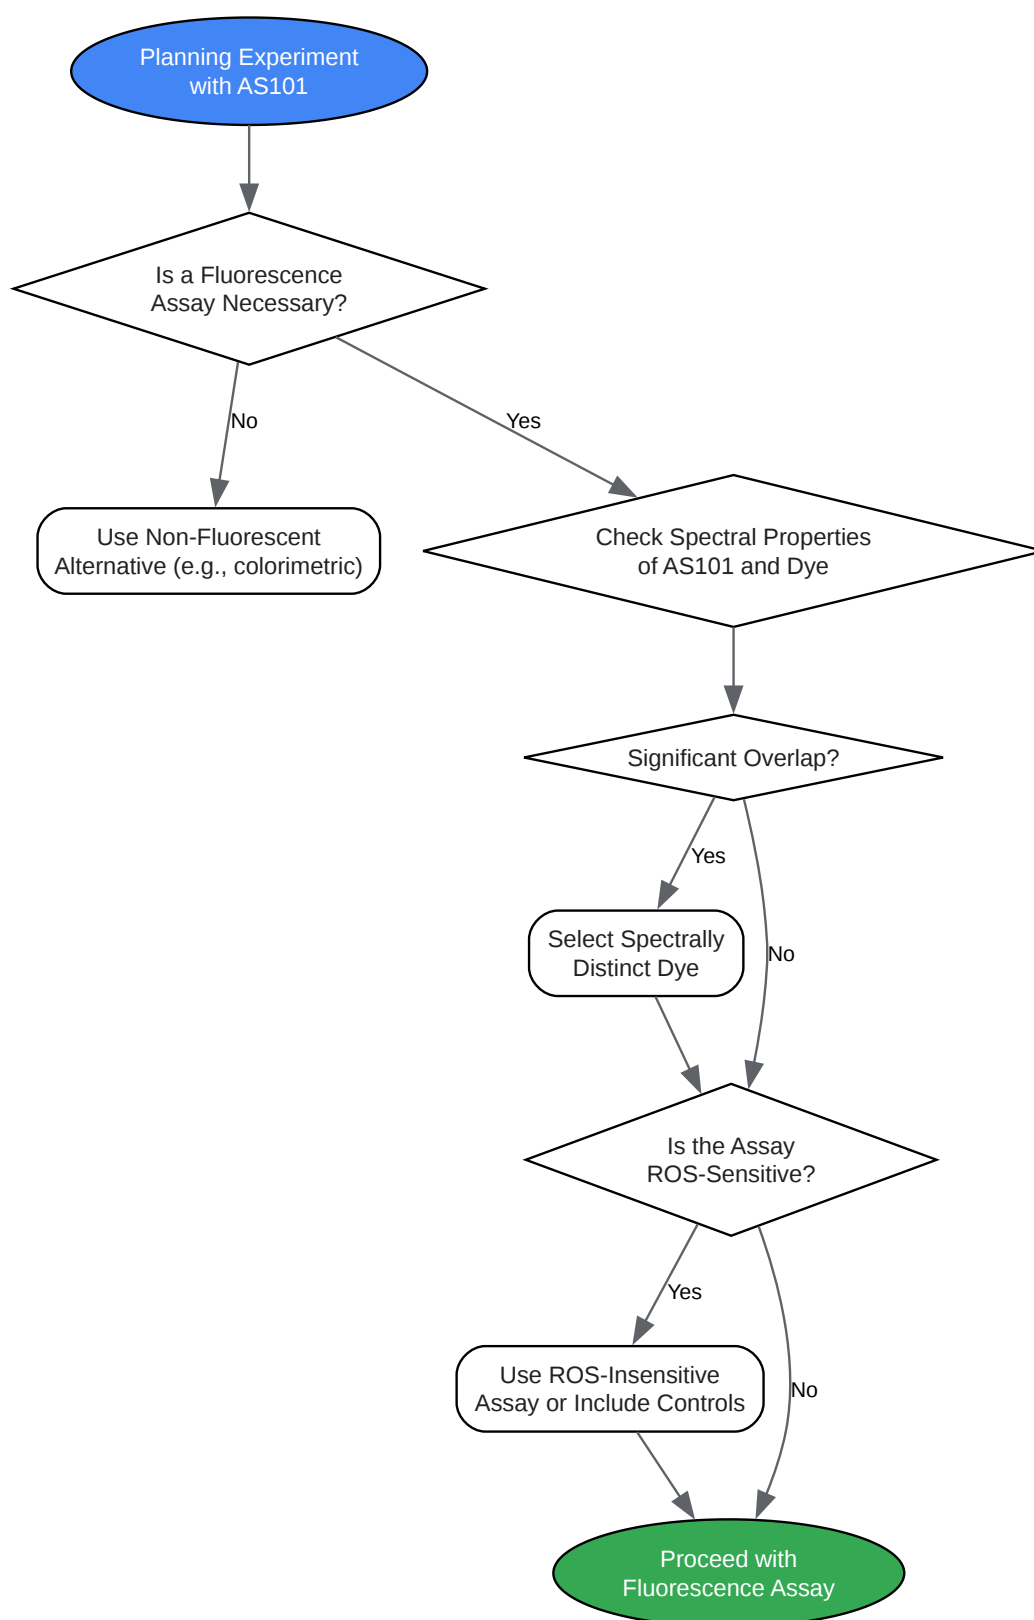 Planning Experiment
with AS101
Is a Fluorescence
Assay Necessary?
No
Yes
Use Non-Fluorescent
Alternative (e.g., colorimetric)
Check Spectral Properties
of AS101 and Dye
Significant Overlap?
Yes
Select Spectrally
Distinct Dye
No
Is the Assay
ROS-Sensitive?
Yes
Use ROS-Insensitive
Assay or Include Controls
No
Proceed with
Fluorescence Assay